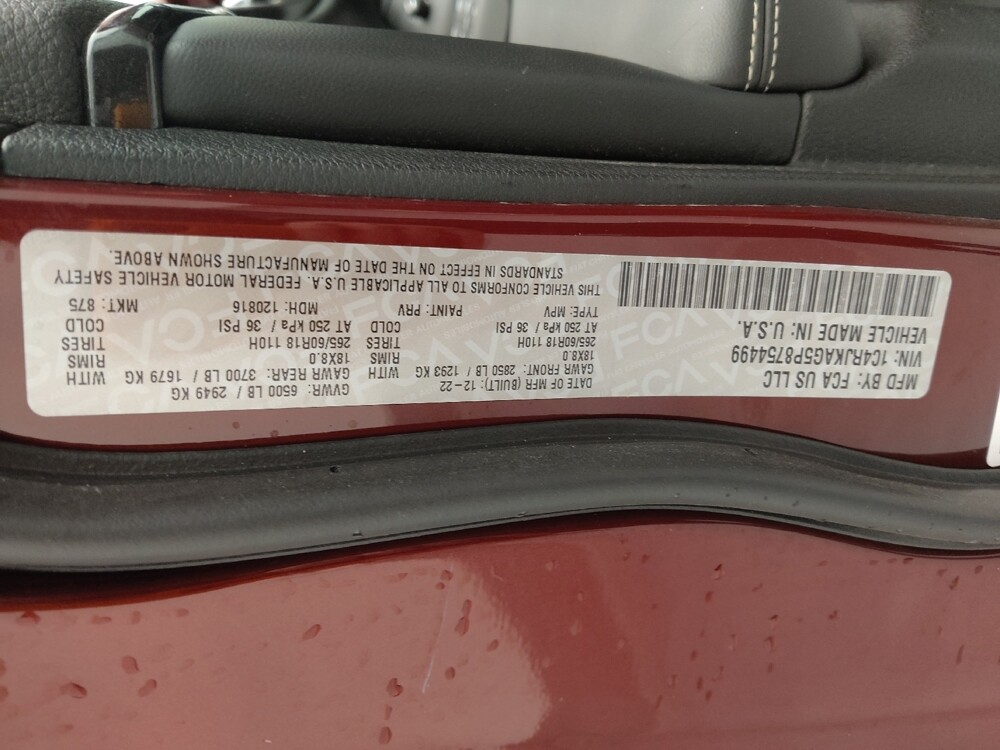 MFD BY: FCA US LLC
DATE OF MFR (BUILT): 12-22
GVWR: 6500 LB / 2949 KG
VIN: 1C4RJKAG5P8754499
GAWR FRONT: 2850 LB / 1293 KG WITH
GAWR REAR: 3700 LB / 1679 KG WITH
VEHICLE MADE IN: U.S.A.
18X8.0 RIMS
18X8.0 RIMS
265/60R18 110H TIRES
265/60R18 110H TIRES
AT 250 kPa / 36 PSI COLD
AT 250 kPa / 36 PSI COLD
TYPE: MPV
PAINT: PRV
MDH: 120816
MKT: 875
THIS VEHICLE CONFORMS TO ALL APPLICABLE U.S.A. FEDERAL MOTOR VEHICLE SAFETY
STANDARDS IN EFFECT ON THE DATE OF MANUFACTURE SHOWN ABOVE.